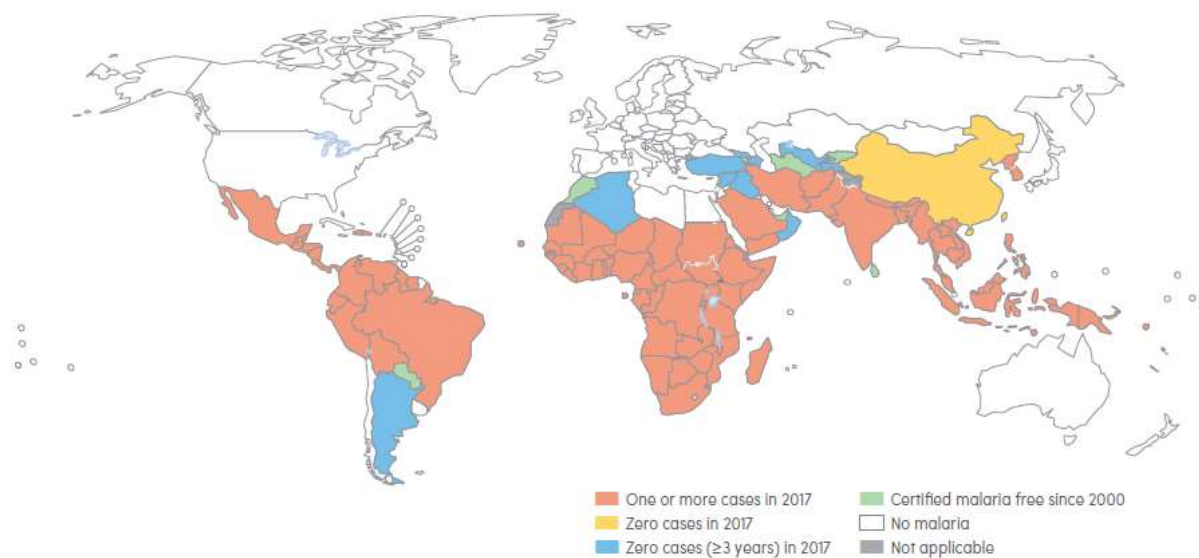 One or more cases in 2017
Zero cases in 2017
Zero cases (≥3 years) in 2017
Certified malaria free since 2000
No malaria
Not applicable